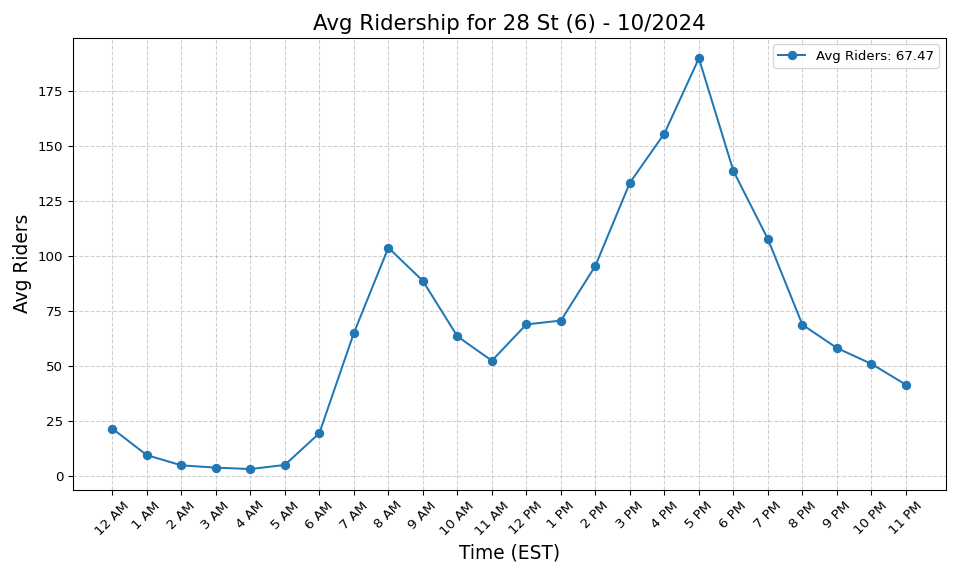 Avg Ridership for 28 St (6) - 10/2024
Avg Riders: 67.47
Avg Riders
175
150
125
100
75
50
25
0
12 AM
1 AM
2 AM
3 AM
4 AM
5 AM
6 AM
7 AM
8 AM
9 AM
10 AM
11 AM
12 PM
1 PM
2 PM
3 PM
4 PM
5 PM
6 PM
7 PM
8 PM
9 PM
10 PM
11 PM
Time (EST)